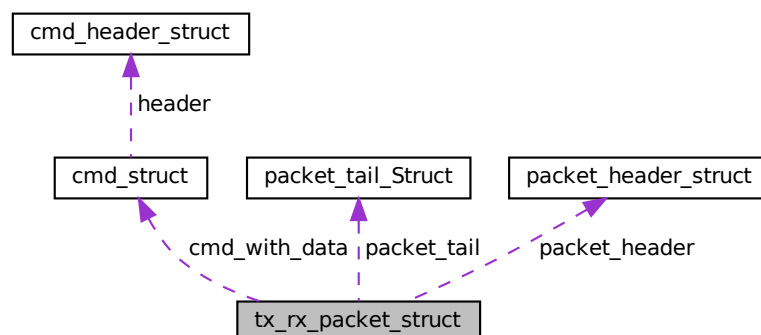 cmd_header_struct
header
cmd_struct
packet_tail_Struct
packet_header_struct
cmd_with_data
packet_tail
packet_header
tx_rx_packet_struct